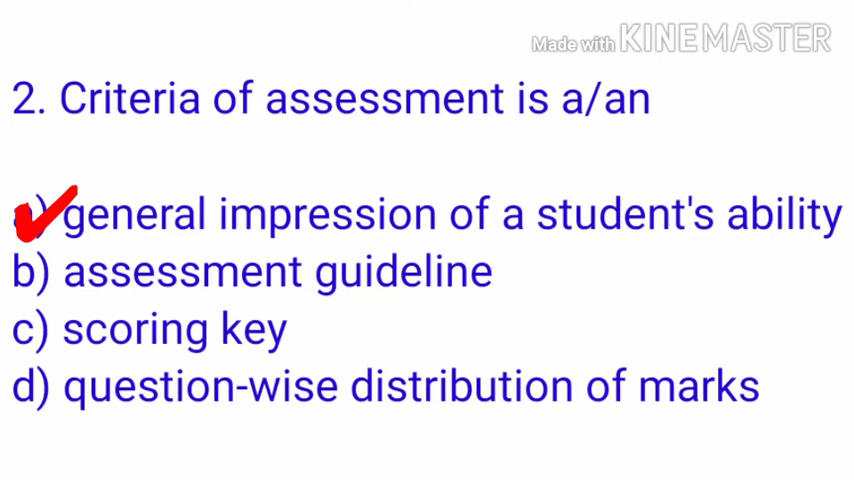 Made with KINEMASTER
2. Criteria of assessment is a/an
a) general impression of a student's ability
b) assessment guideline
c) scoring key
d) question-wise distribution of marks